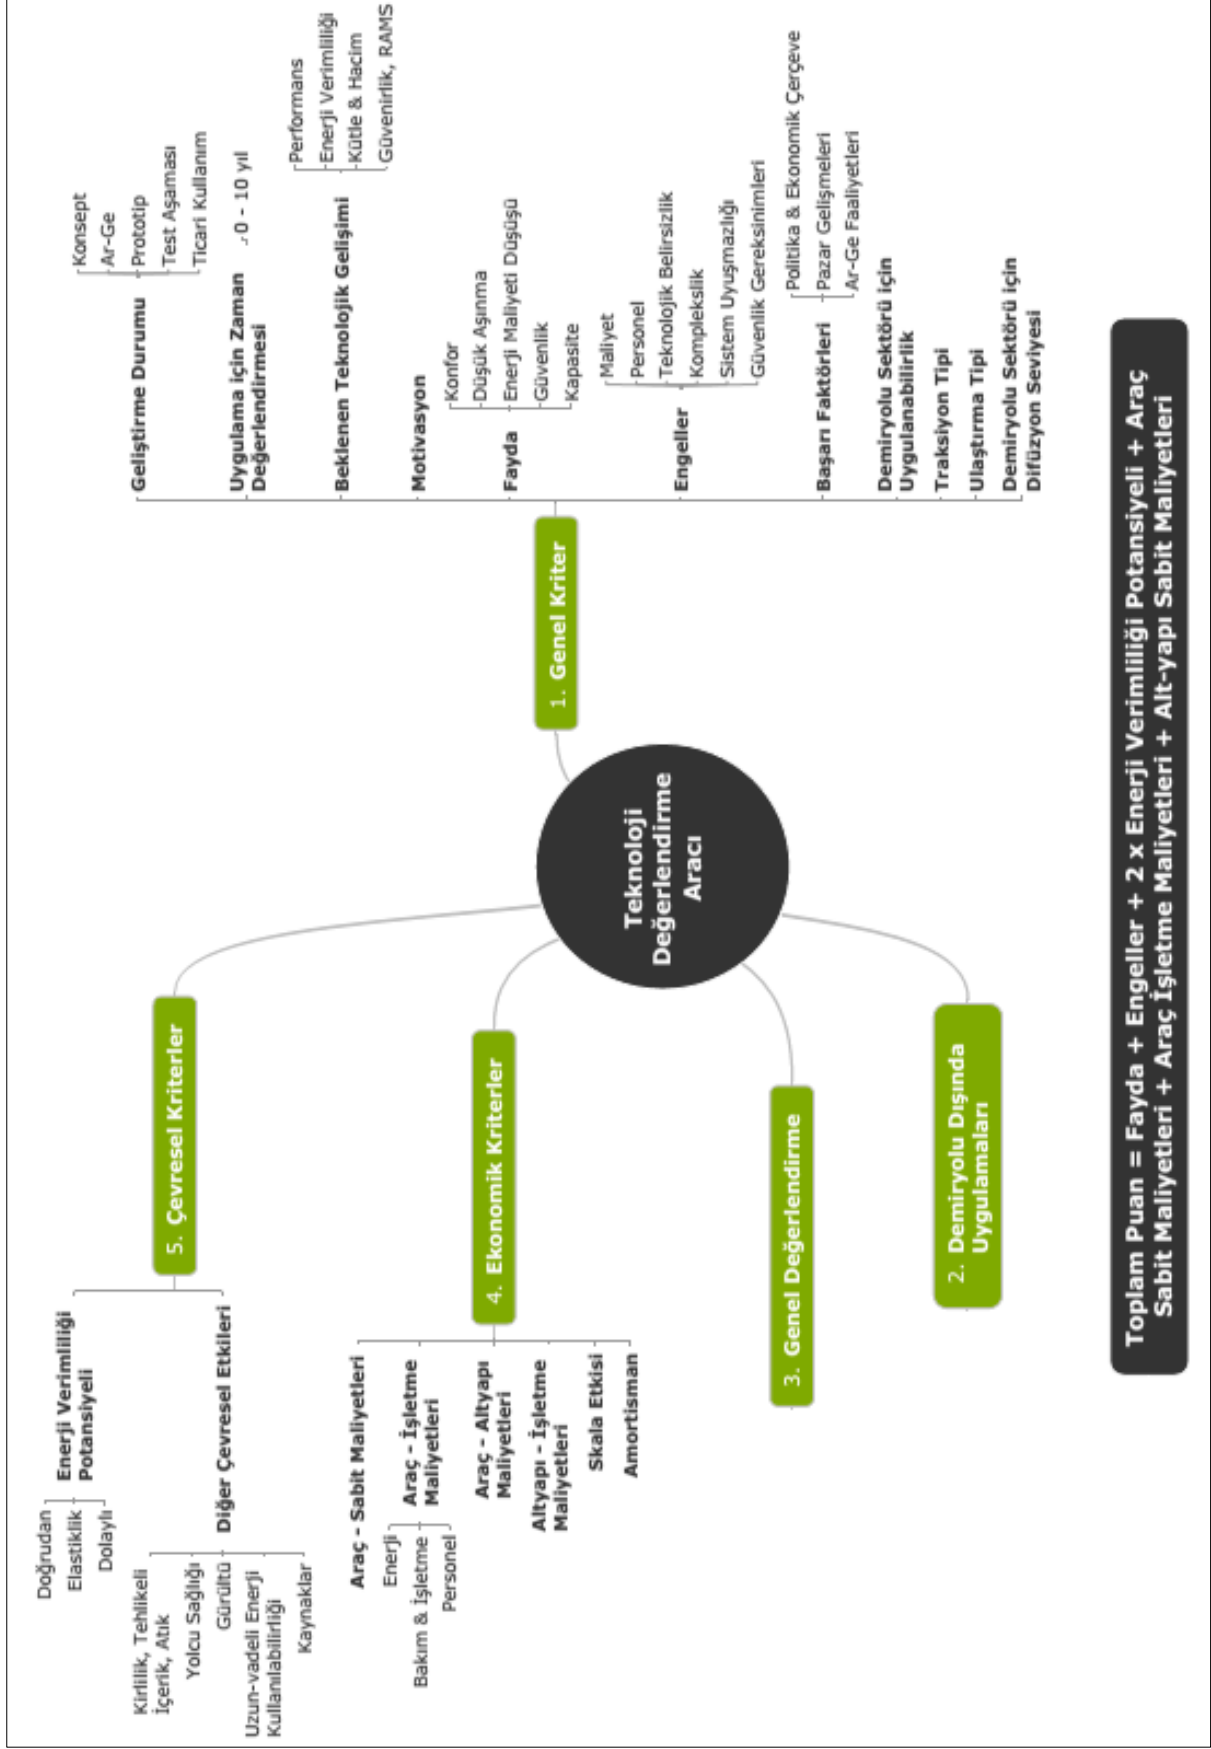 Teknoloji
Değerlendirme
Aracı
1. Genel Kriter
Geliştirme Durumu
Konsept
Ar-Ge
Prototip
Test Aşaması
Ticari Kullanım
Uygulama için Zaman
Değerlendirmesi
0 - 10 yıl
Beklenen Teknolojik Gelişimi
Performans
Enerji Verimliliği
Kütle & Hacim
Güvenirlik, RAMS
Motivasyon
Fayda
Konfor
Düşük Aşınma
Enerji Maliyeti Düşüşü
Güvenlik
Kapasite
Engeller
Maliyet
Personel
Teknolojik Belirsizlik
Komplekslik
Sistem Uyuşmazlığı
Güvenlik Gereksinimleri
Başarı Faktörleri
Politika & Ekonomik Çerçeve
Pazar Gelişmeleri
Ar-Ge Faaliyetleri
Demiryolu Sektörü için
Uygulanabilirlik
Traksiyon Tipi
Ulaştırma Tipi
Demiryolu Sektörü için
Difüzyon Seviyesi
2. Demiryolu Dışında
Uygulamaları
3. Genel Değerlendirme
4. Ekonomik Kriterler
Araç - Sabit Maliyetleri
Araç - İşletme
Maliyetleri
Enerji
Bakım & İşletme
Personel
Araç - Altyapı
Maliyetleri
Altyapı - İşletme
Maliyetleri
Skala Etkisi
Amortisman
5. Çevresel Kriterler
Enerji Verimliliği
Potansiyeli
Doğrudan
Elastiklik
Dolaylı
Diğer Çevresel Etkileri
Kirlilik, Tehlikeli
İçerik, Atık
Yolcu Sağlığı
Gürültü
Uzun-vadeli Enerji
Kullanılabilirliği
Kaynaklar
Toplam Puan = Fayda + Engeller + 2 x Enerji Verimliliği Potansiyeli + Araç
Sabit Maliyetleri + Araç İşletme Maliyetleri + Alt-yapı Sabit Maliyetleri